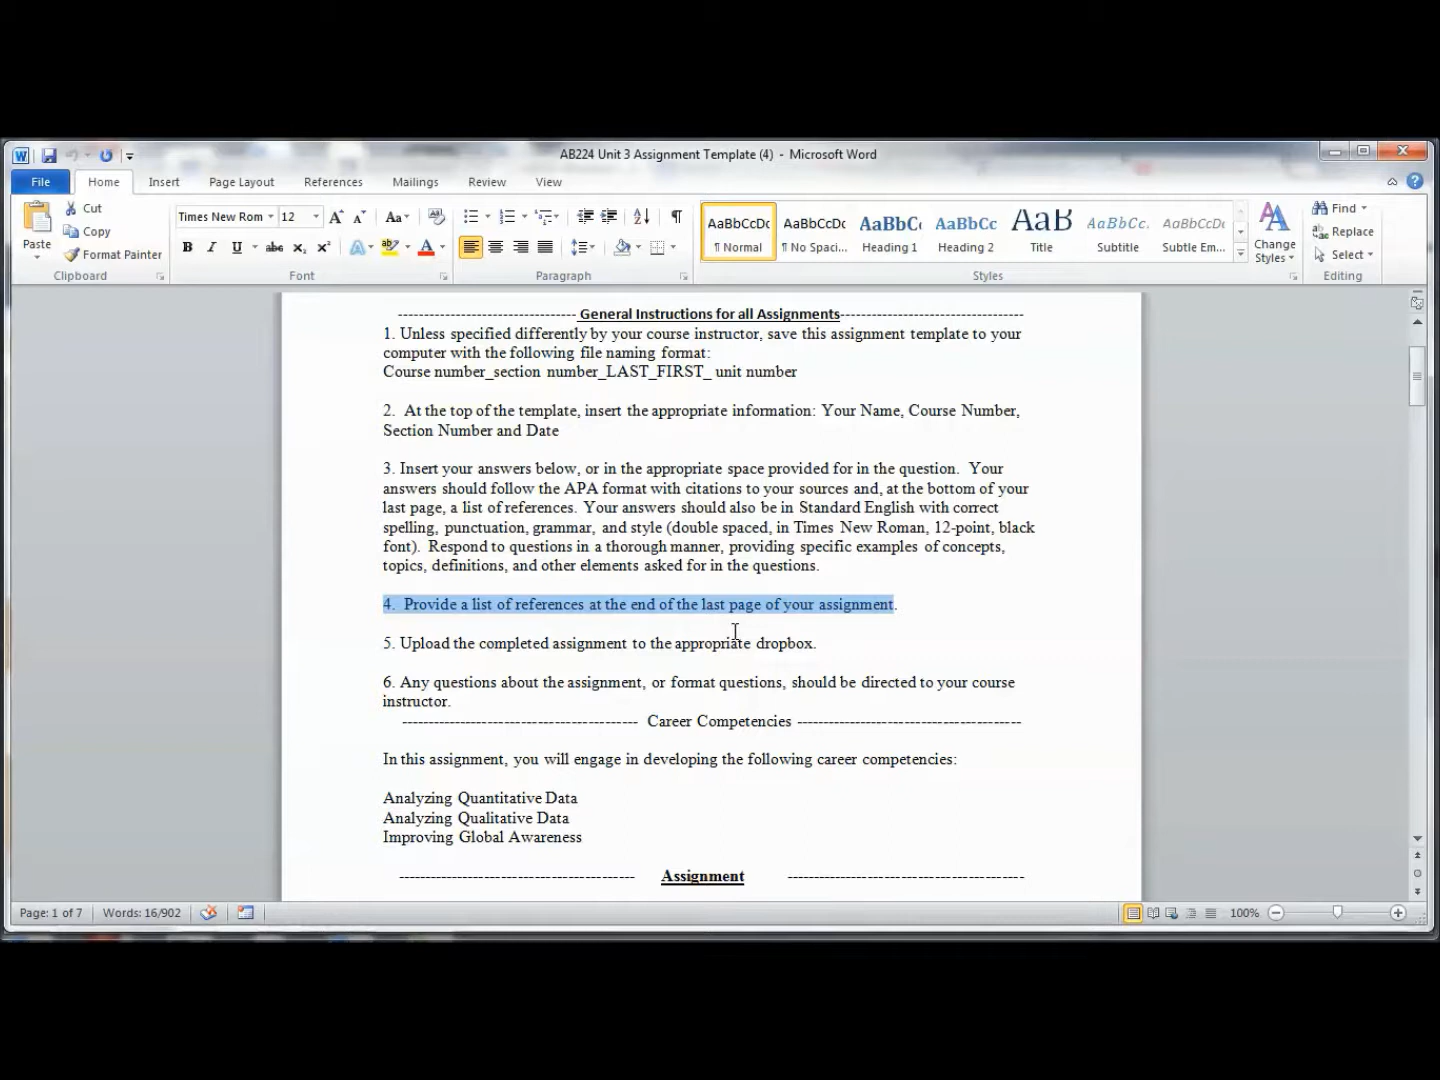 AB224 Unit 3 Assignment Template (4) - Microsoft Word
File Home Insert Page Layout References Mailings Review View
Paste
Cut
Copy
Format Painter
Clipboard
Times New Rom 12
Font
Paragraph
AaBbCcDc AaBbCcDc AaBbC AaBbCc AaB AaBbCc. AaBbCcDc
¶ Normal ¶ No Spaci... Heading 1 Heading 2 Title Subtitle Subtle Em...
Styles
Change
Styles
Find
Replace
Select
Editing
General Instructions for all Assignments
1. Unless specified differently by your course instructor, save this assignment template to your
computer with the following file naming format:
Course number_section number_LAST_FIRST_ unit number
2. At the top of the template, insert the appropriate information: Your Name, Course Number,
Section Number and Date
3. Insert your answers below, or in the appropriate space provided for in the question. Your
answers should follow the APA format with citations to your sources and, at the bottom of your
last page, a list of references. Your answers should also be in Standard English with correct
spelling, punctuation, grammar, and style (double spaced, in Times New Roman, 12-point, black
font). Respond to questions in a thorough manner, providing specific examples of concepts,
topics, definitions, and other elements asked for in the questions.
4. Provide a list of references at the end of the last page of your assignment.
5. Upload the completed assignment to the appropriate dropbox.
6. Any questions about the assignment, or format questions, should be directed to your course
instructor.
Career Competencies
In this assignment, you will engage in developing the following career competencies:
Analyzing Quantitative Data
Analyzing Qualitative Data
Improving Global Awareness
Assignment
Page: 1 of 7 Words: 16/902 100%